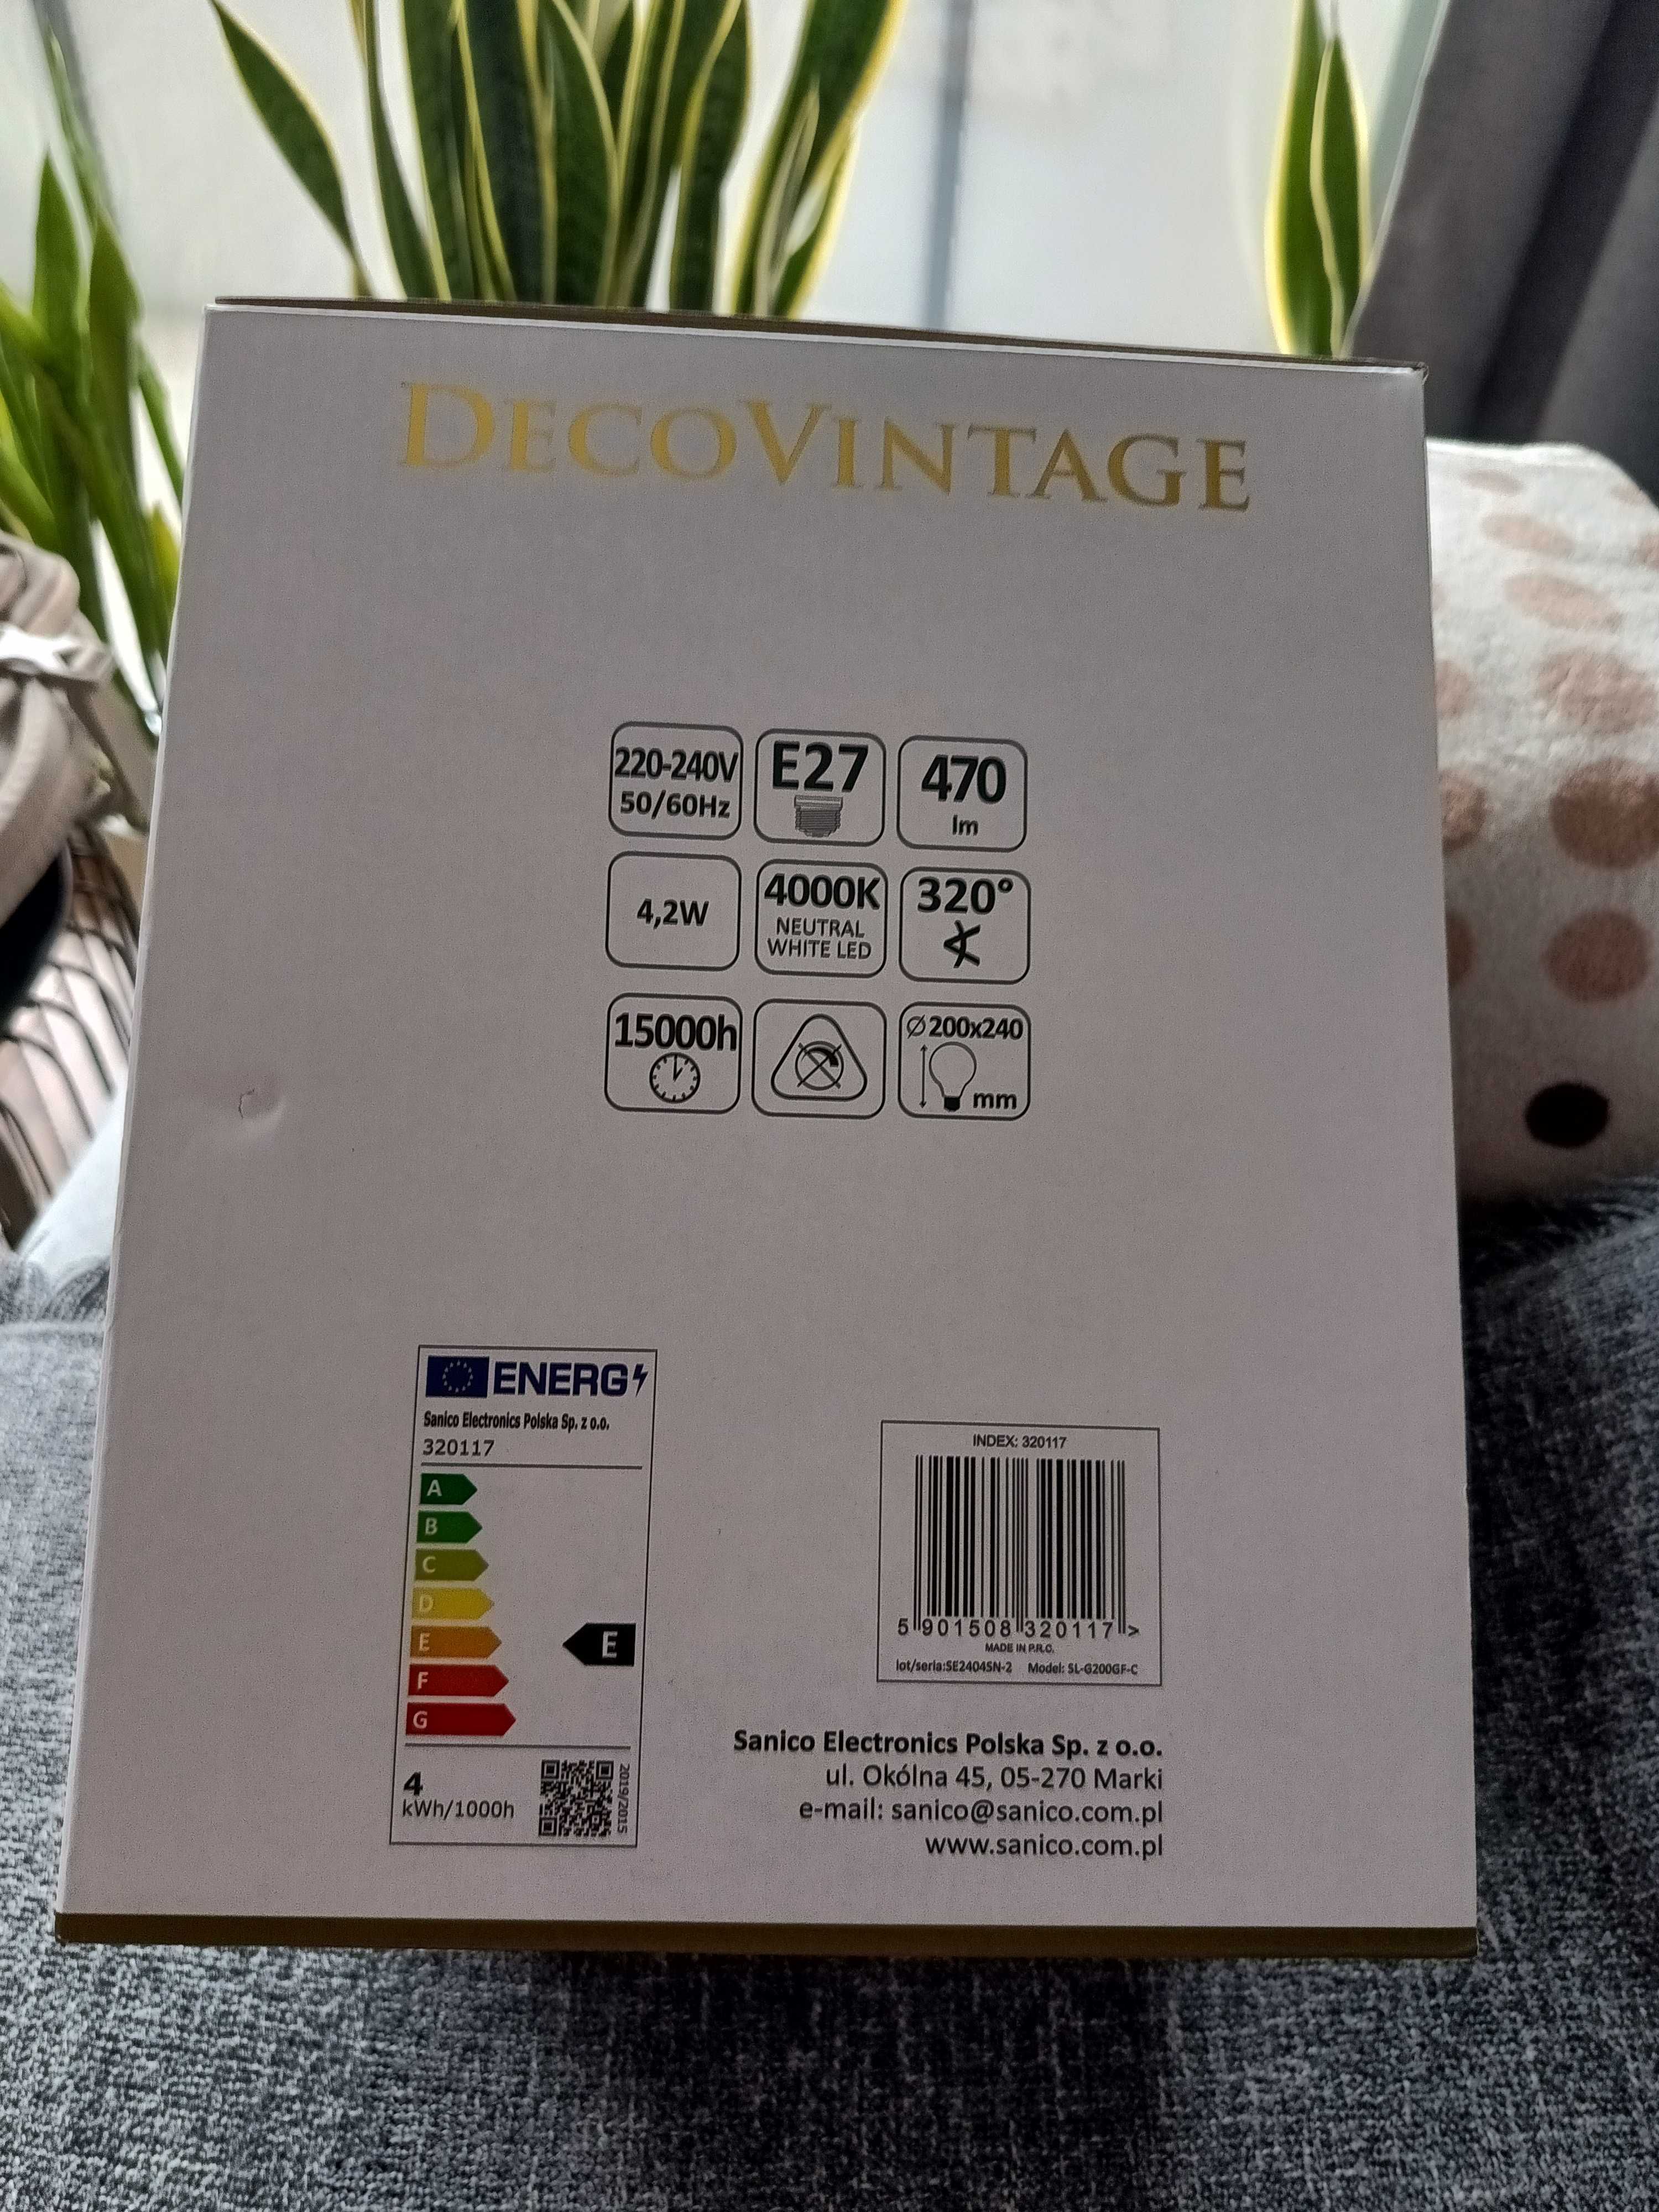 DECOVINTAGE
220-240V
50/60Hz
E27
470
lm
4,2W
4000K
NEUTRAL
WHITE LED
320°
15000h
Ø200x240
mm
ENERG
Sanico Electronics Polska Sp. z o.o.
320117
A
B
C
D
E
E
F
G
4
kWh/1000h
2019/2015
INDEX: 320117
5 901508 320117 >
MADE IN P.R.C.
lot/seria:SE2404SN-2 Model: SL-G200GF-C
Sanico Electronics Polska Sp. z o.o.
ul. Okólna 45, 05-270 Marki
e-mail: sanico@sanico.com.pl
www.sanico.com.pl